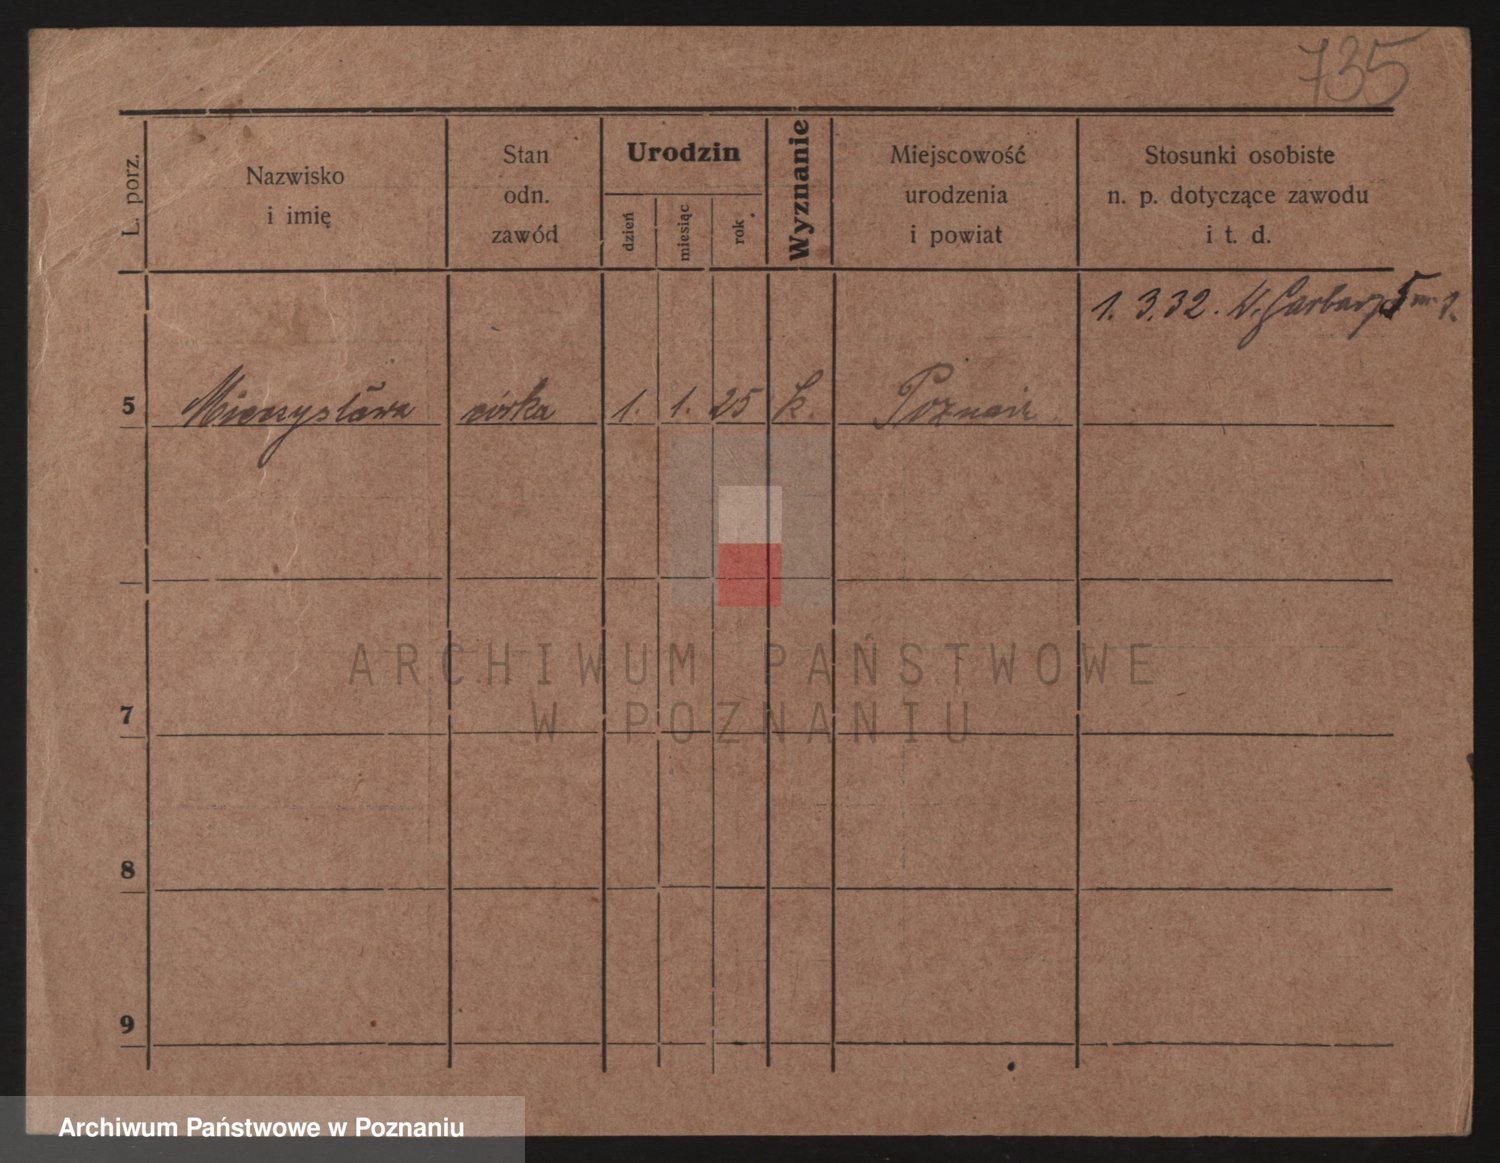 735
L. porz.
Nazwisko
i imię
Stan
odn.
zawód
Urodzin
dzień
miesiąc
rok
Wyznanie
Miejscowość
urodzenia
i powiat
Stosunki osobiste
n. p. dotyczące zawodu
i t. d.
1. 3. 32. W. Garbary 5 m.
5 Mieczysława córka 1. 1. 25 k. Poznań
7
8
9
ARCHIWUM PAŃSTWOWE
W POZNANIU
Archiwum Państwowe w Poznaniu